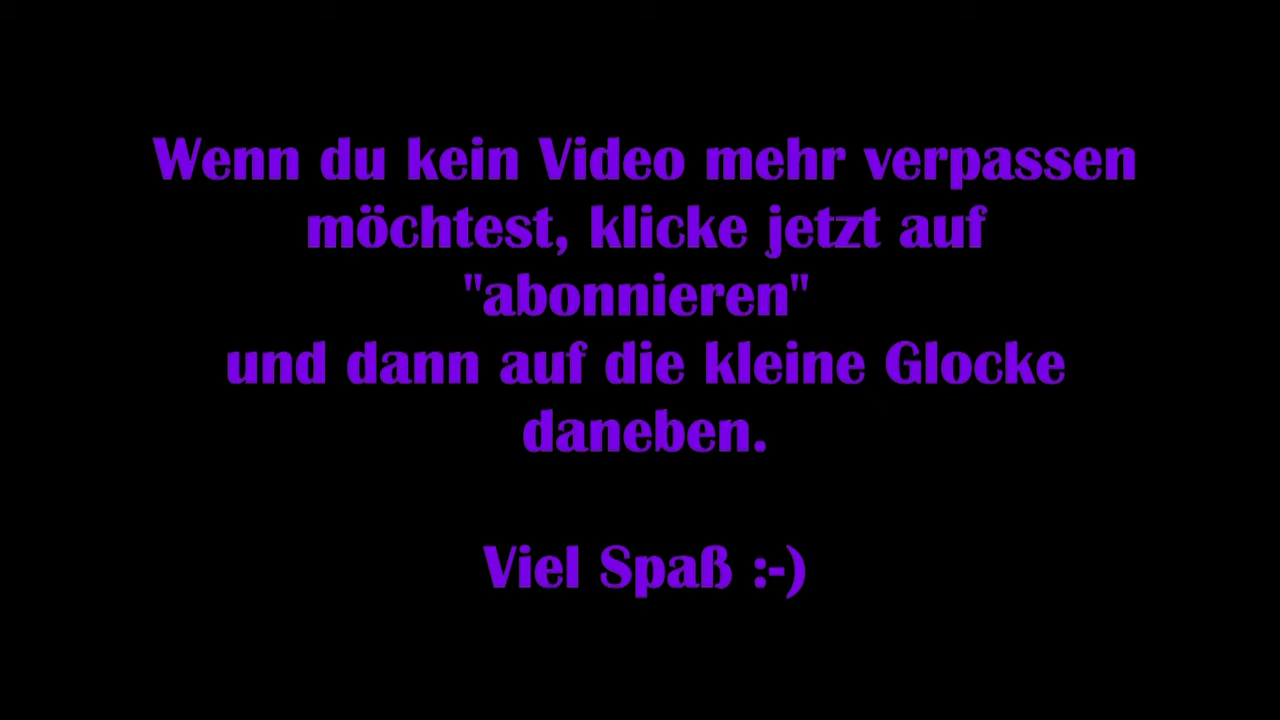 Wenn du kein Video mehr verpassen
möchtest, klicke jetzt auf
"abonnieren"
und dann auf die kleine Glocke
daneben.
Viel Spaß :-)